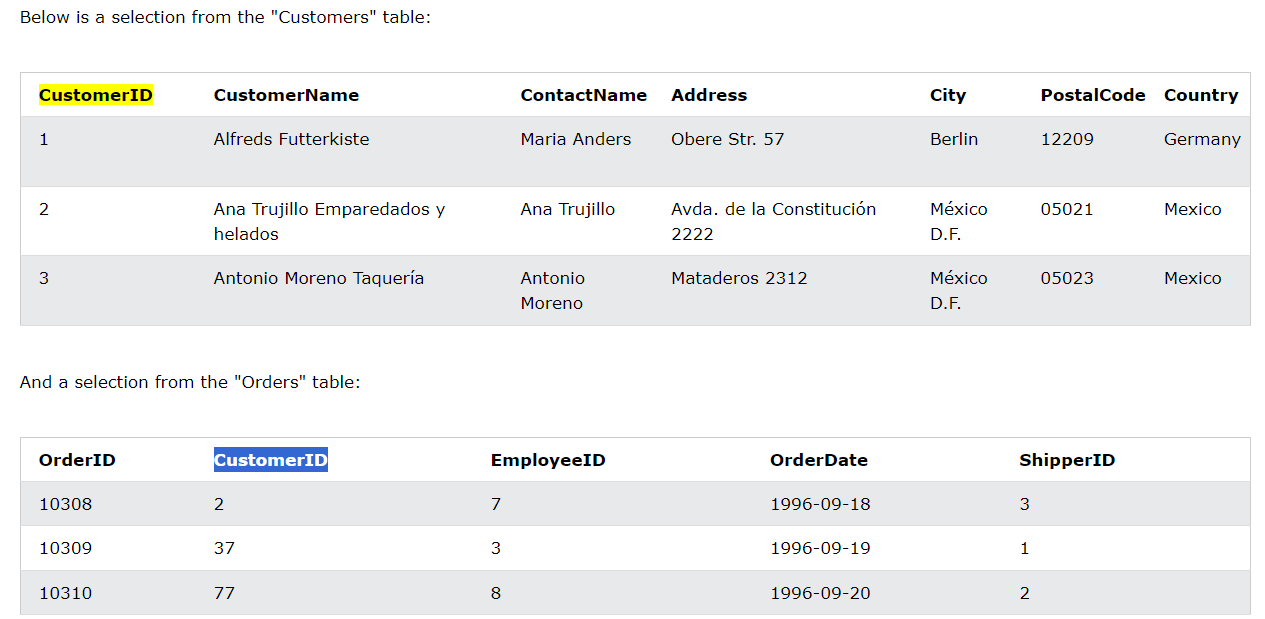 Below is a selection from the "Customers" table:
CustomerID CustomerName ContactName Address City PostalCode Country
1 Alfreds Futterkiste Maria Anders Obere Str. 57 Berlin 12209 Germany
2 Ana Trujillo Emparedados y Ana Trujillo Avda. de la Constitución México 05021 Mexico
helados 2222 D.F.
3 Antonio Moreno Taquería Antonio Mataderos 2312 México 05023 Mexico
Moreno D.F.
And a selection from the "Orders" table:
OrderID CustomerID EmployeeID OrderDate ShipperID
10308 2 7 1996-09-18 3
10309 37 3 1996-09-19 1
10310 77 8 1996-09-20 2